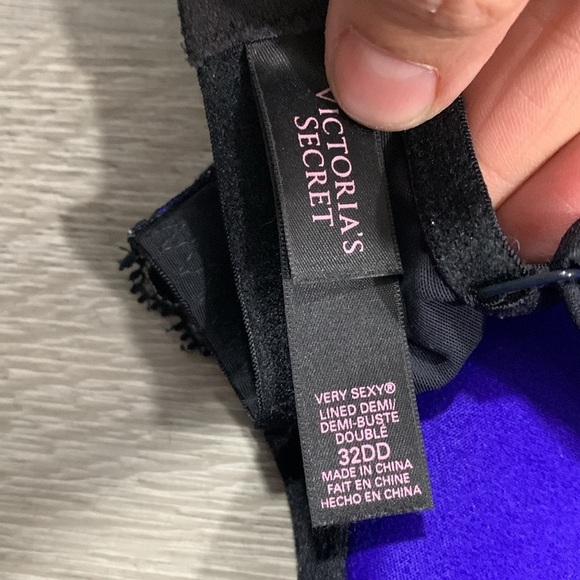 VICTORIA'S
SECRET
VERY SEXY®
LINED DEMI/
DEMI-BUSTE
DOUBLÉ
32DD
MADE IN CHINA
FAIT EN CHINE
HECHO EN CHINA